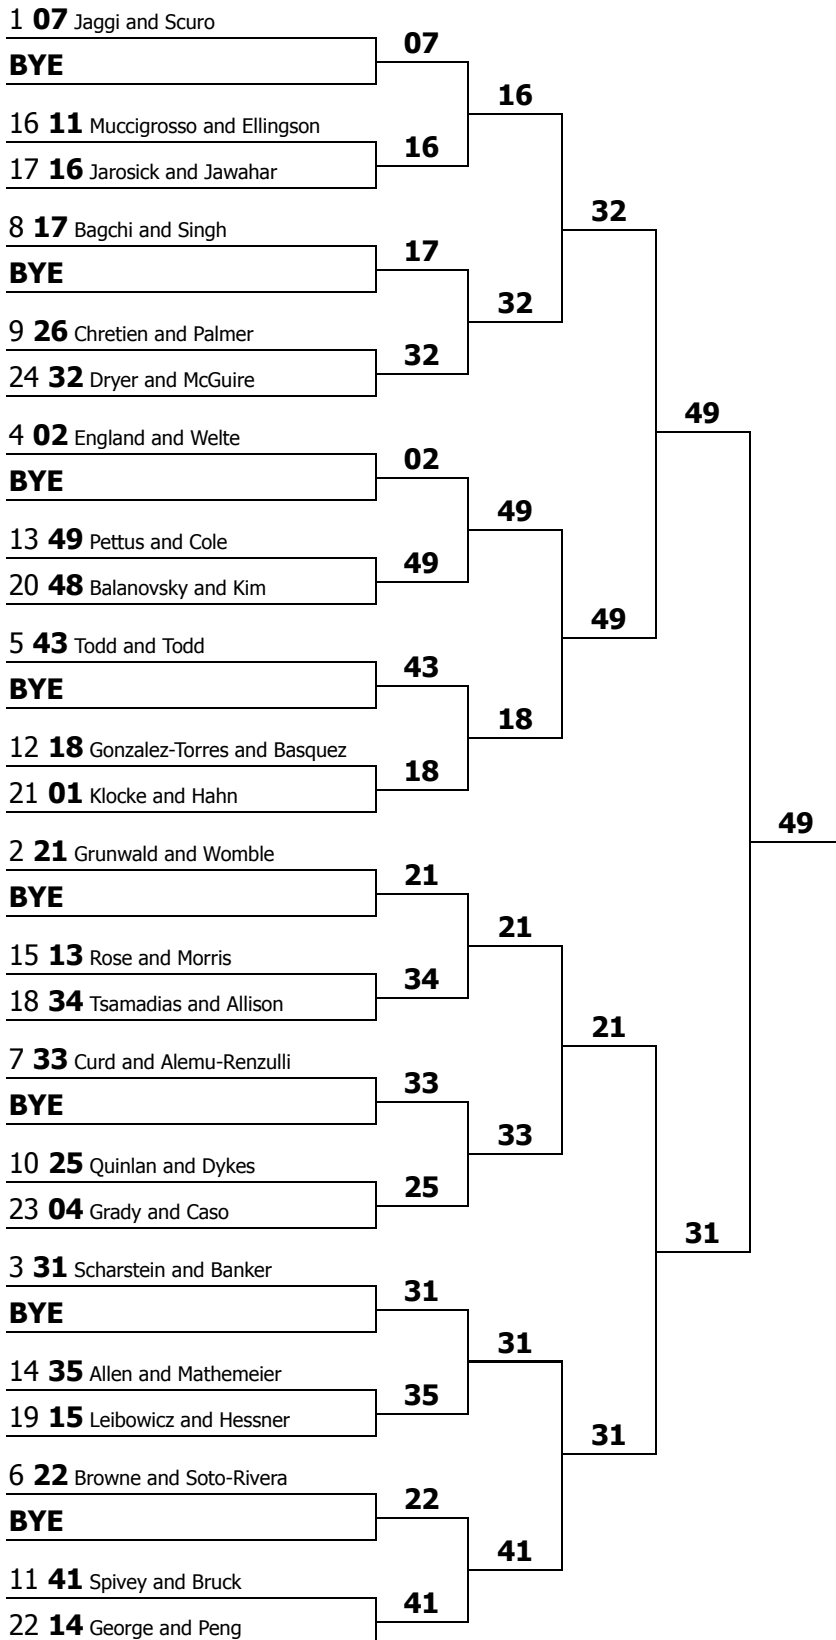 1 07 Jaggi and Scuro
BYE
07
16 11 Muccigrosso and Ellingson
17 16 Jarosick and Jawahar
16
16
8 17 Bagchi and Singh
BYE
17
9 26 Chretien and Palmer
24 32 Dryer and McGuire
32
32
32
4 02 England and Welte
BYE
02
13 49 Pettus and Cole
20 48 Balanovsky and Kim
49
49
5 43 Todd and Todd
BYE
43
12 18 Gonzalez-Torres and Basquez
21 01 Klocke and Hahn
18
18
49
49
2 21 Grunwald and Womble
BYE
21
15 13 Rose and Morris
18 34 Tsamadias and Allison
34
21
7 33 Curd and Alemu-Renzulli
BYE
33
10 25 Quinlan and Dykes
23 04 Grady and Caso
25
33
21
3 31 Scharstein and Banker
BYE
31
14 35 Allen and Mathemeier
19 15 Leibowicz and Hessner
35
31
6 22 Browne and Soto-Rivera
BYE
22
11 41 Spivey and Bruck
22 14 George and Peng
41
41
31
31
49